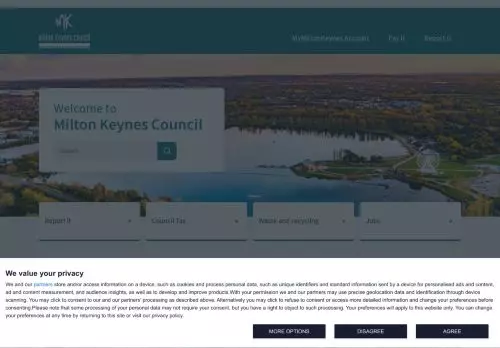 Milton Keynes Council
MyMiltonKeynes Account
Pay it
Report it
Welcome to
Milton Keynes Council
Search
Report it
Council Tax
Waste and recycling
Jobs
We value your privacy
We and our partners store and/or access information on a device, such as cookies and process personal data, such as unique identifiers and standard information sent by a device for personalised ads and content,
ad and content measurement, and audience insights, as well as to develop and improve products.With your permission we and our partners may use precise geolocation data and identification through device
scanning. You may click to consent to our and our partners' processing as described above. Alternatively you may click to refuse to consent or access more detailed information and change your preferences before
consenting.Please note that some processing of your personal data may not require your consent, but you have a right to object to such processing. Your preferences will apply to this website only. You can change
your preferences at any time by returning to this site or visit our privacy policy.
MORE OPTIONS
DISAGREE
AGREE